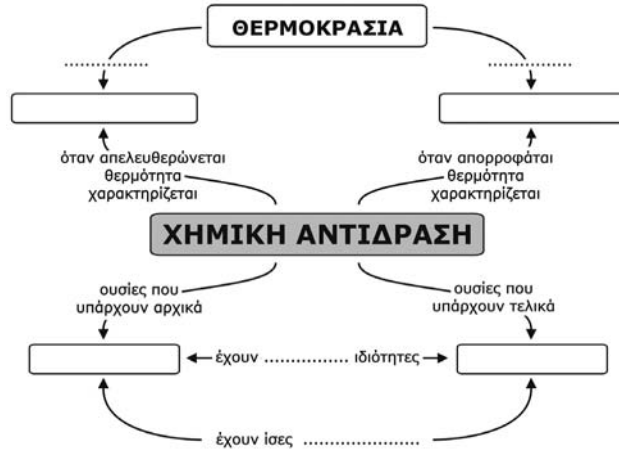 ΘΕΡΜΟΚΡΑΣΙΑ
...............
...............
όταν απελευθερώνεται
θερμότητα
χαρακτηρίζεται
όταν απορροφάται
θερμότητα
χαρακτηρίζεται
ΧΗΜΙΚΗ ΑΝΤΙΔΡΑΣΗ
ουσίες που
υπάρχουν αρχικά
ουσίες που
υπάρχουν τελικά
έχουν ................ ιδιότητες
έχουν ίσες ......................